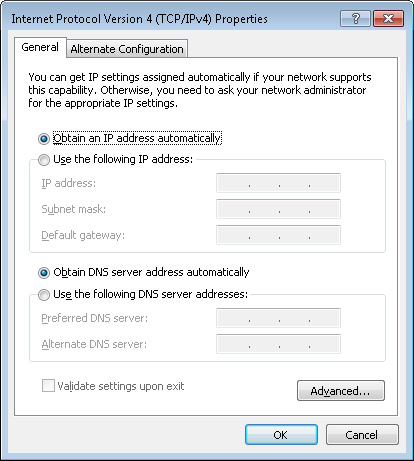 Internet Protocol Version 4 (TCP/IPv4) Properties
General
Alternate Configuration
You can get IP settings assigned automatically if your network supports
this capability. Otherwise, you need to ask your network administrator
for the appropriate IP settings.
Obtain an IP address automatically
Use the following IP address:
IP address:
Subnet mask:
Default gateway:
Obtain DNS server address automatically
Use the following DNS server addresses:
Preferred DNS server:
Alternate DNS server:
Validate settings upon exit
Advanced...
OK
Cancel